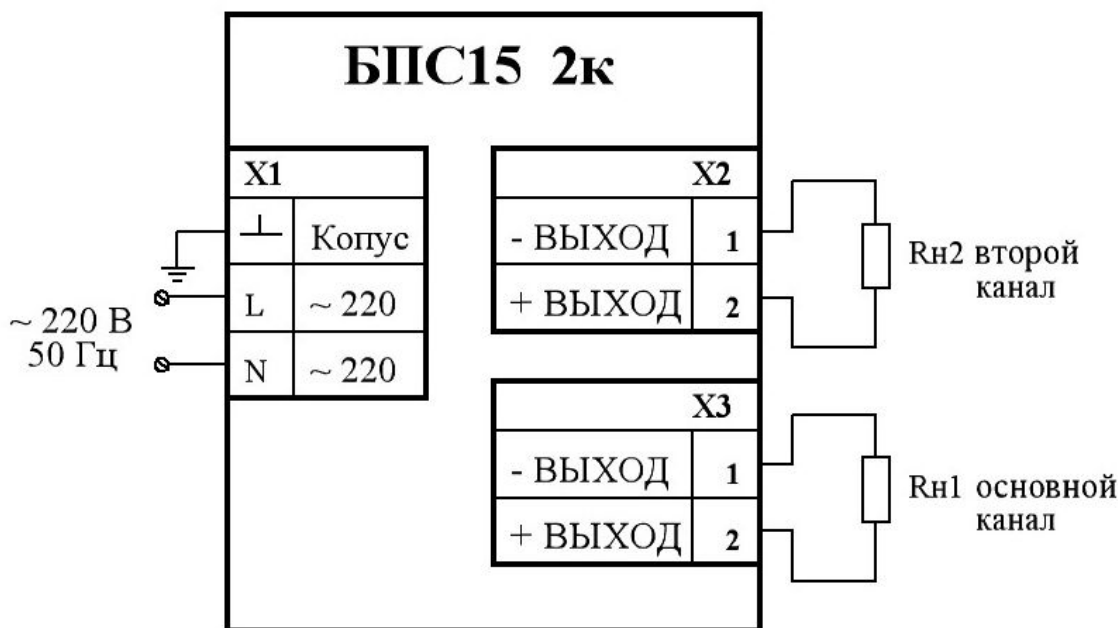 БПС15 2к
X1
Копус
L ~ 220
N ~ 220
~ 220 В
50 Гц
X2
- ВЫХОД 1
+ ВЫХОД 2
Rн2 второй
канал
X3
- ВЫХОД 1
+ ВЫХОД 2
Rн1 основной
канал